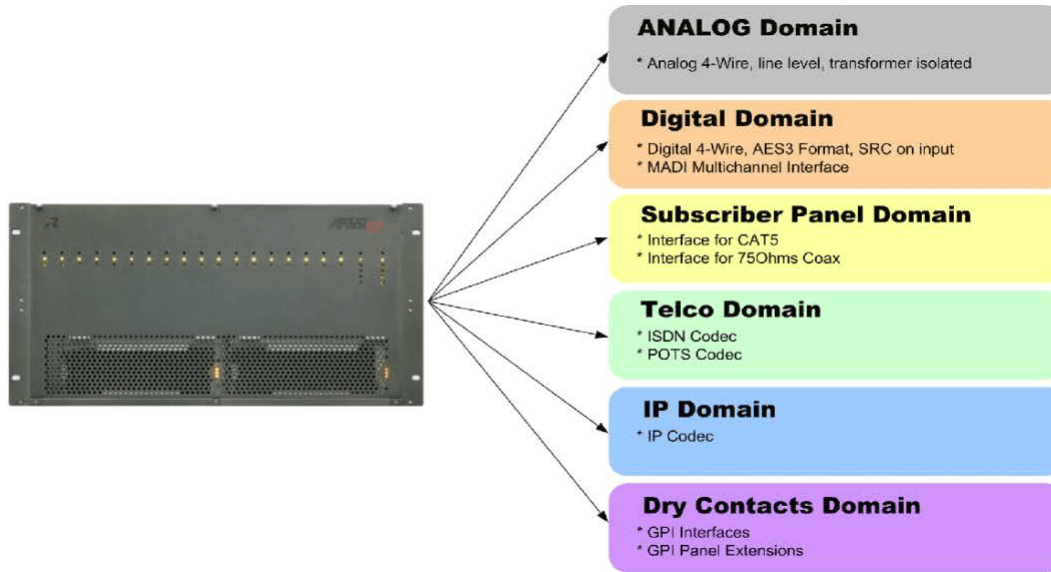 ANALOG Domain
* Analog 4-Wire, line level, transformer isolated
Digital Domain
* Digital 4-Wire, AES3 Format, SRC on input
* MADI Multichannel Interface
Subscriber Panel Domain
* Interface for CAT5
* Interface for 75Ohms Coax
Telco Domain
* ISDN Codec
* POTS Codec
IP Domain
* IP Codec
Dry Contacts Domain
* GPI Interfaces
* GPI Panel Extensions